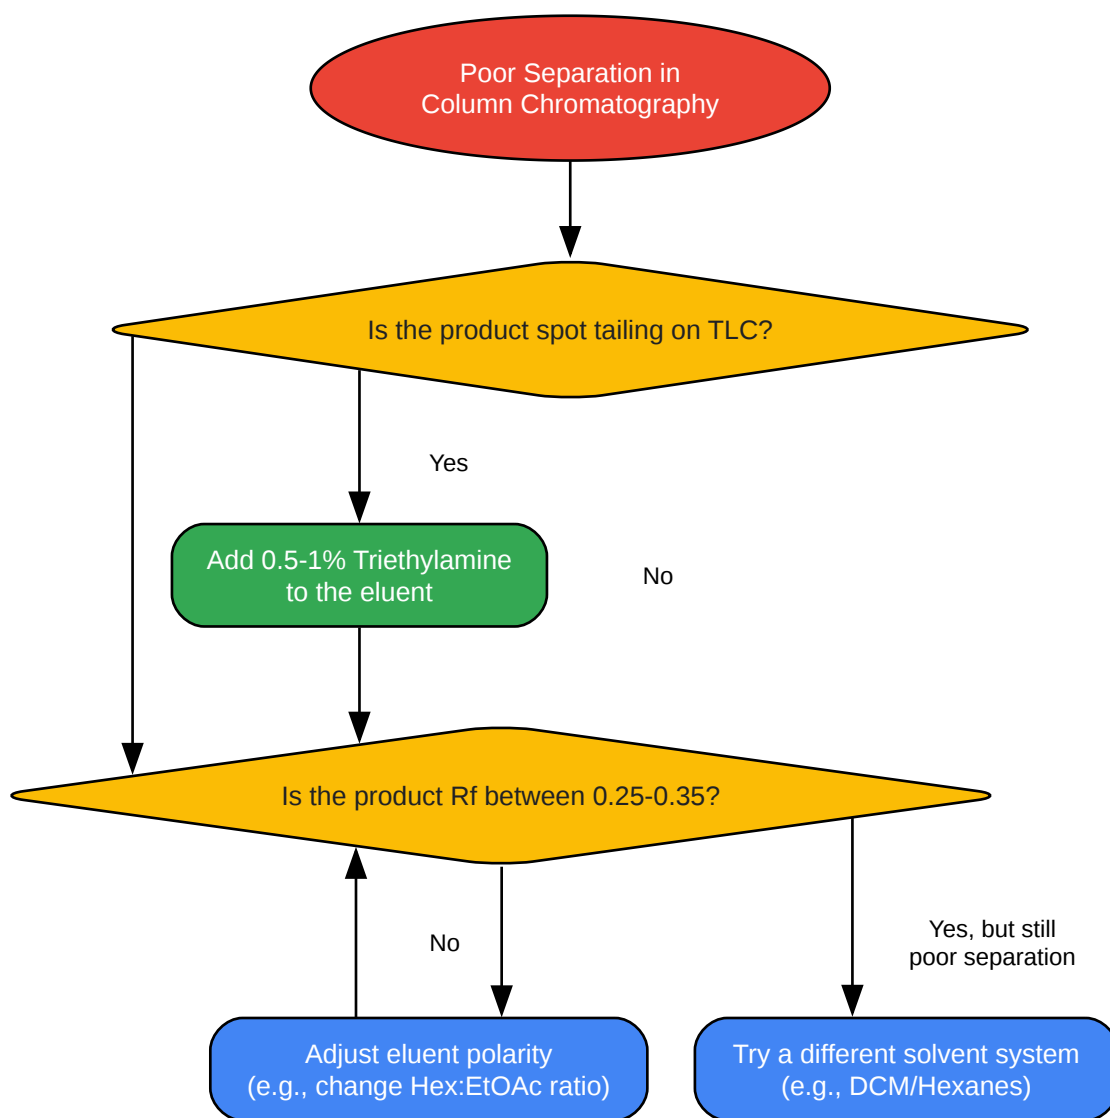 Poor Separation in
Column Chromatography
Is the product spot tailing on TLC?
Yes
Add 0.5-1% Triethylamine
to the eluent
No
Is the product Rf between 0.25-0.35?
No
Yes, but still
poor separation
Adjust eluent polarity
(e.g., change Hex:EtOAc ratio)
Try a different solvent system
(e.g., DCM/Hexanes)